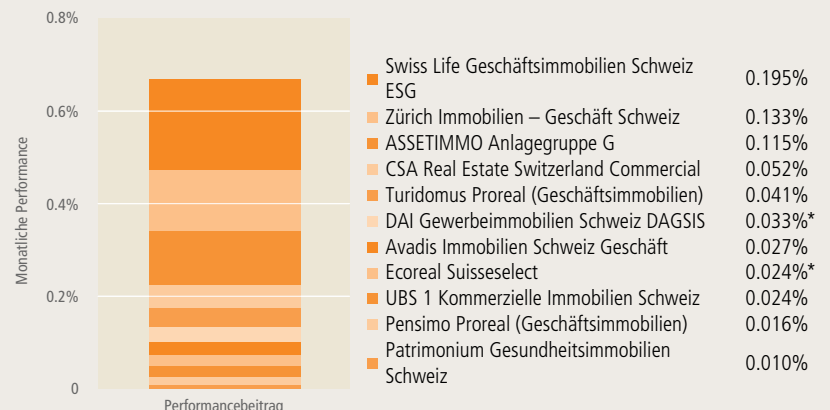 0.8%
0.6%
0.4%
0.2%
0
Monatliche Performance
Performancebeitrag
Swiss Life Geschäftsimmobilien Schweiz
ESG 0.195%
Zürich Immobilien – Geschäft Schweiz 0.133%
ASSETIMMO Anlagegruppe G 0.115%
CSA Real Estate Switzerland Commercial 0.052%
Turidomus Proreal (Geschäftsimmobilien) 0.041%
DAI Gewerbeimmobilien Schweiz DAGSIS 0.033%*
Avadis Immobilien Schweiz Geschäft 0.027%
Ecoreal Suisseselect 0.024%*
UBS 1 Kommerzielle Immobilien Schweiz 0.024%
Pensimo Proreal (Geschäftsimmobilien) 0.016%
Patrimonium Gesundheitsimmobilien
Schweiz 0.010%